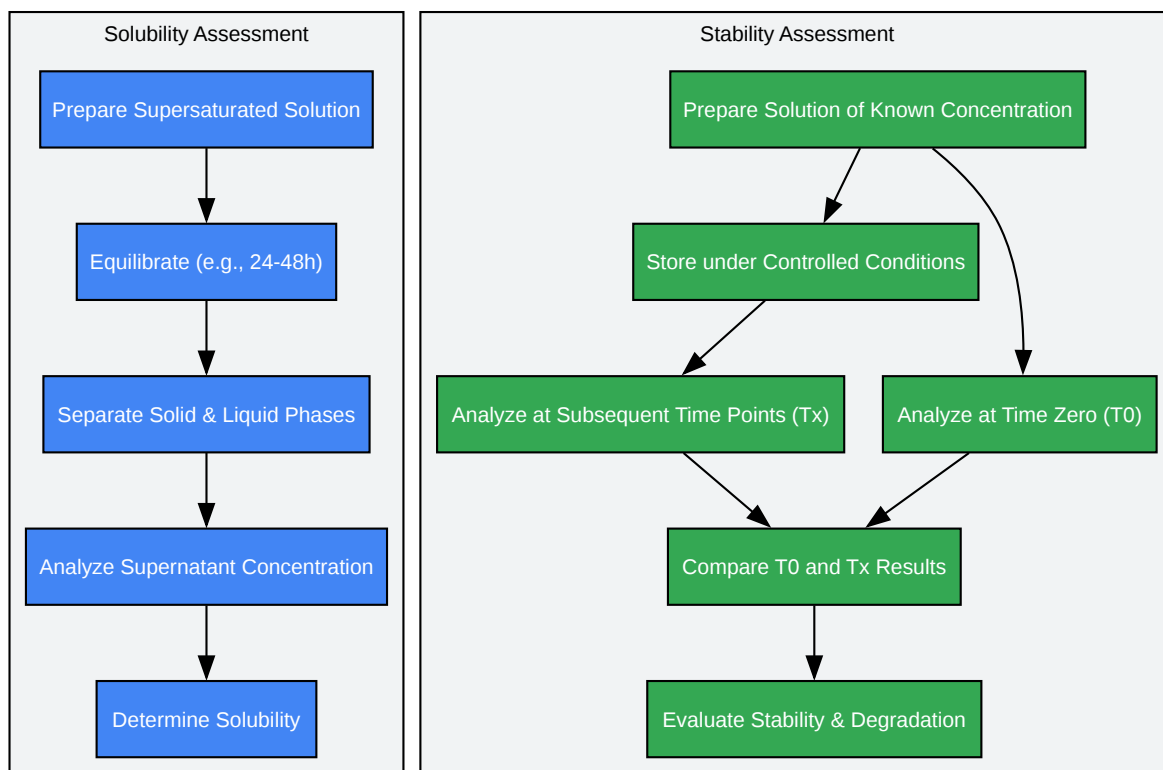 Solubility Assessment
Prepare Supersaturated Solution
Equilibrate (e.g., 24-48h)
Separate Solid & Liquid Phases
Analyze Supernatant Concentration
Determine Solubility
Stability Assessment
Prepare Solution of Known Concentration
Store under Controlled Conditions
Analyze at Subsequent Time Points (Tx)
Analyze at Time Zero (T0)
Compare T0 and Tx Results
Evaluate Stability & Degradation